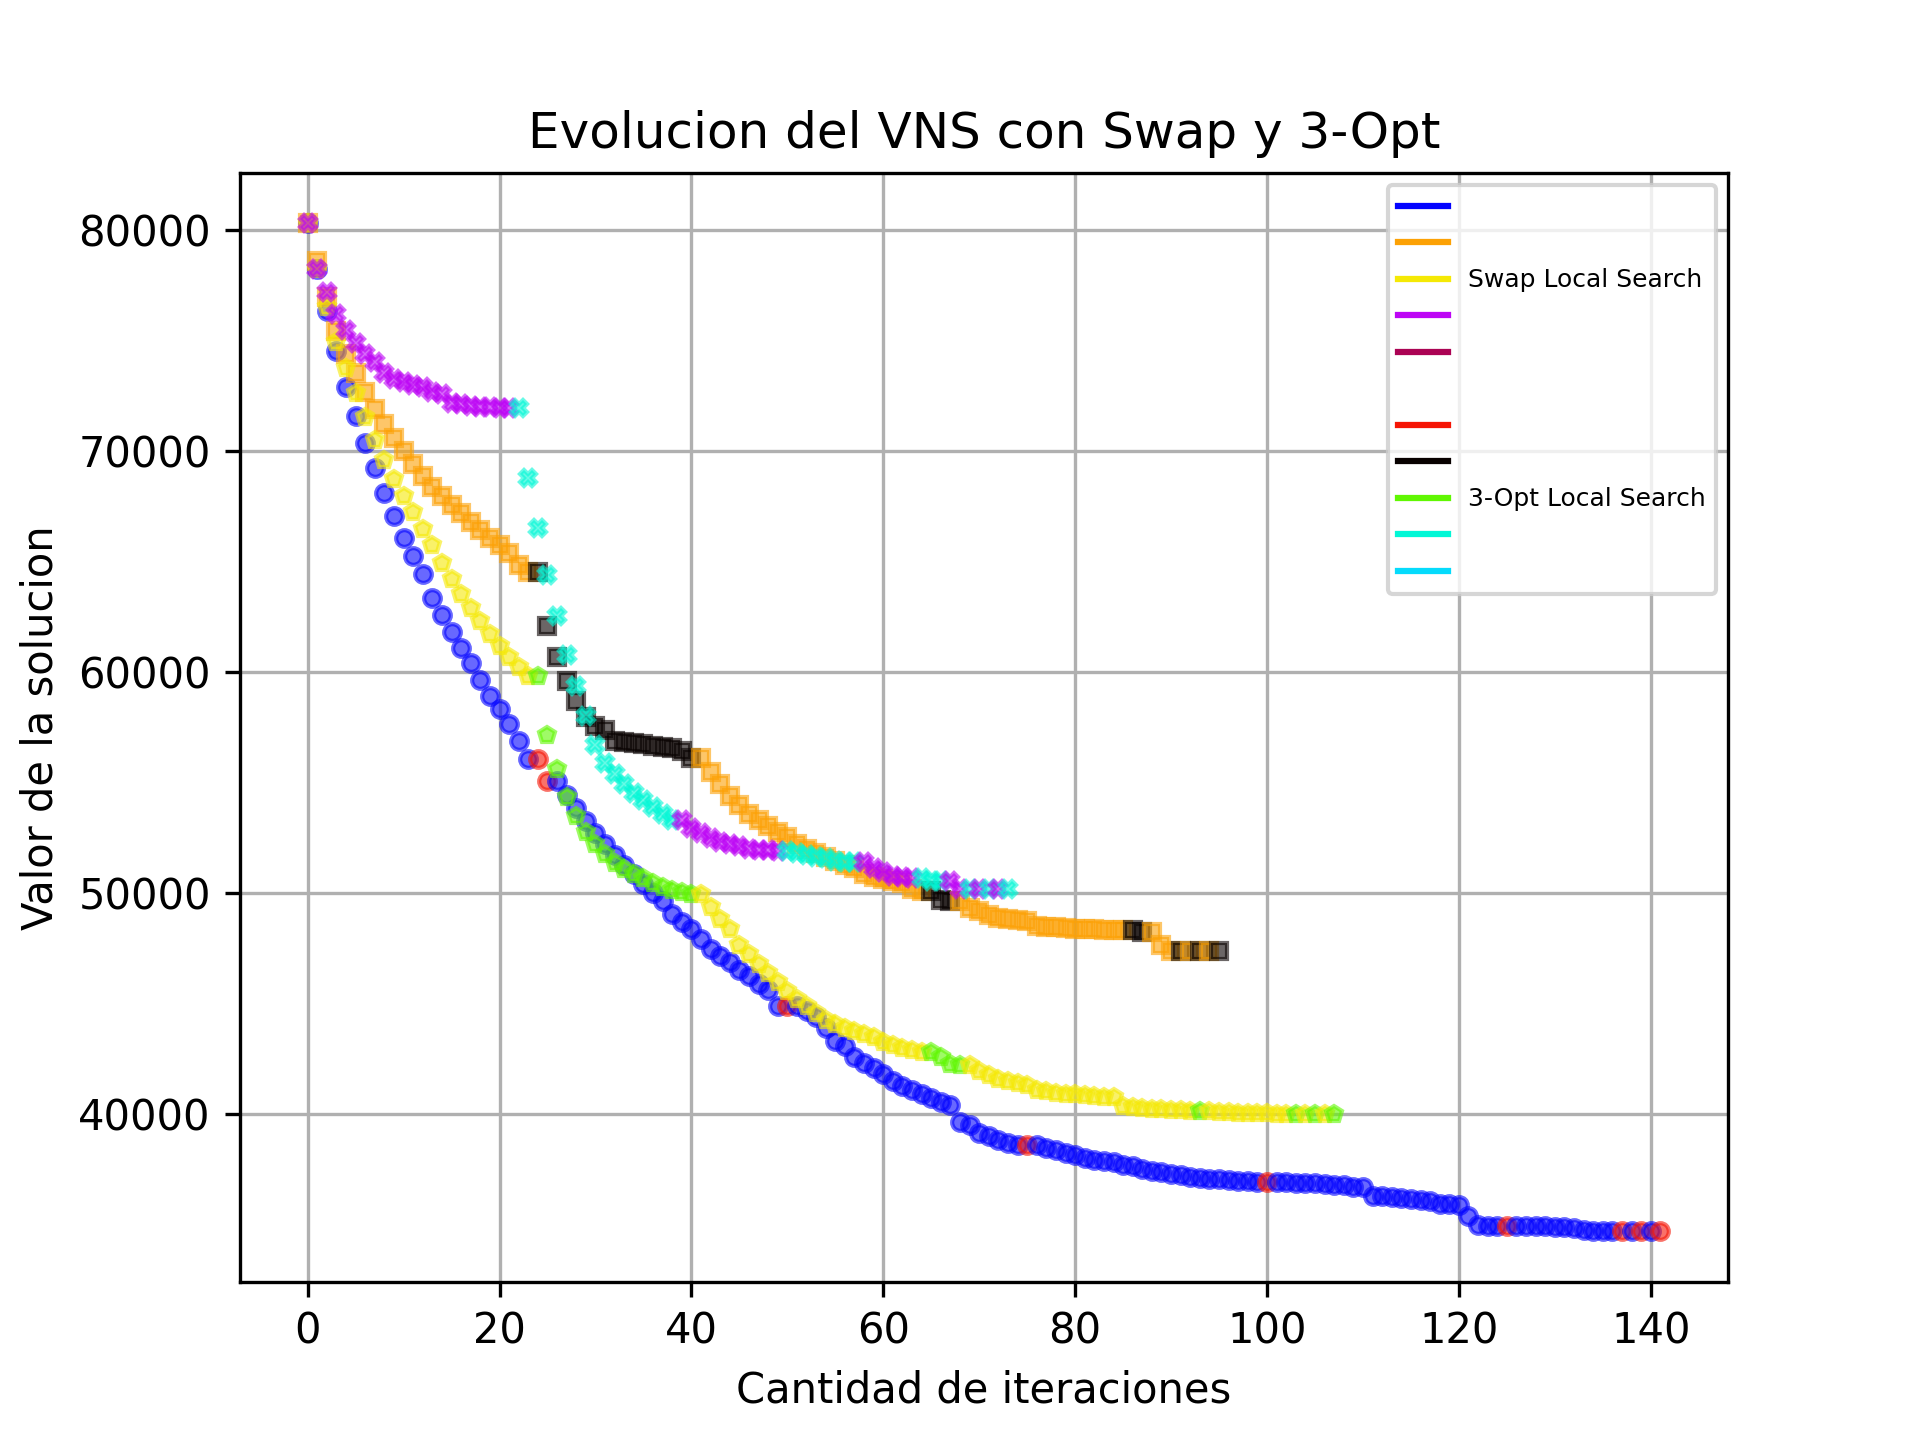 Evolucion del VNS con Swap y 3-Opt
Valor de la solucion
80000
70000
60000
50000
40000
Swap Local Search
3-Opt Local Search
0 20 40 60 80 100 120 140
Cantidad de iteraciones